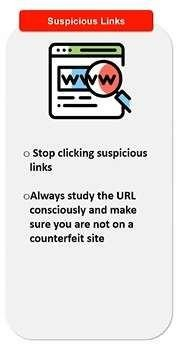 Suspicious Links
www
o Stop clicking suspicious
links
oAlways study the URL
consciously and make
sure you are not on a
counterfeit site